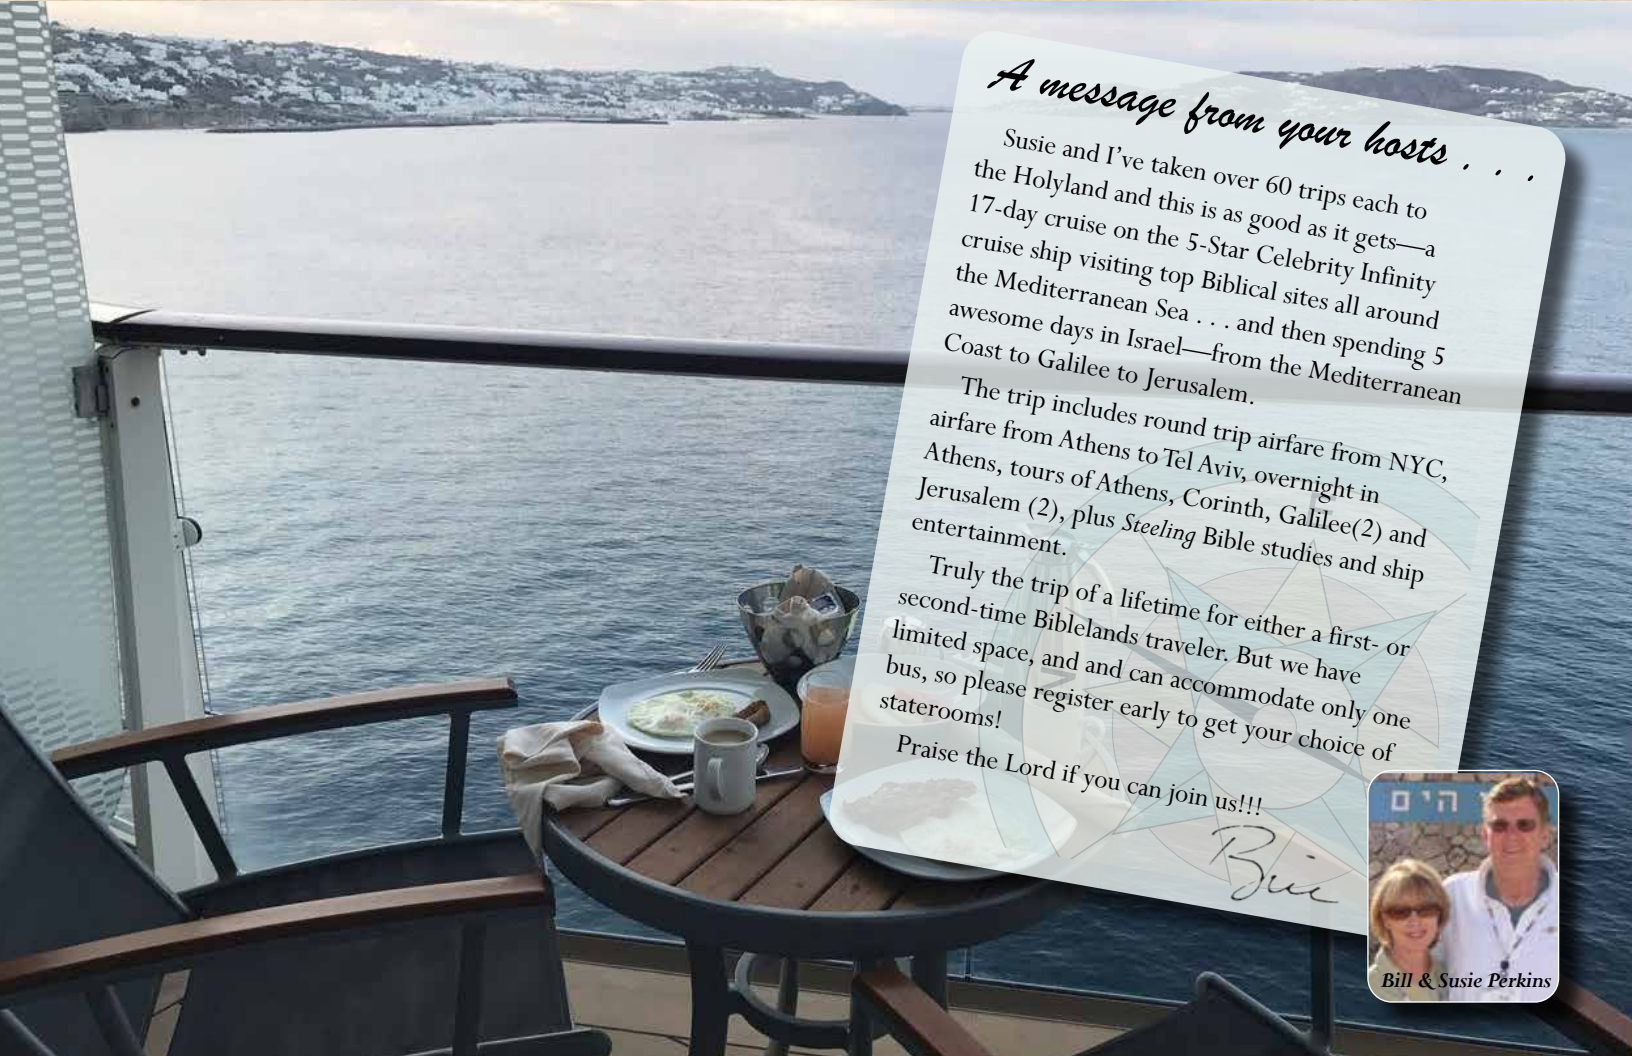 A message from your hosts . . .
Susie and I’ve taken over 60 trips each to
the Holyland and this is as good as it gets—a
17-day cruise on the 5-Star Celebrity Infinity
cruise ship visiting top Biblical sites all around
the Mediterranean Sea . . . and then spending 5
awesome days in Israel—from the Mediterranean
Coast to Galilee to Jerusalem.
The trip includes round trip airfare from NYC,
airfare from Athens to Tel Aviv, overnight in
Athens, tours of Athens, Corinth, Galilee(2) and
Jerusalem (2), plus Steeling Bible studies and ship
entertainment.
Truly the trip of a lifetime for either a first- or
second-time Biblelands traveler. But we have
limited space, and and can accommodate only one
bus, so please register early to get your choice of
staterooms!
Praise the Lord if you can join us!!!
Bill
הים
Bill & Susie Perkins